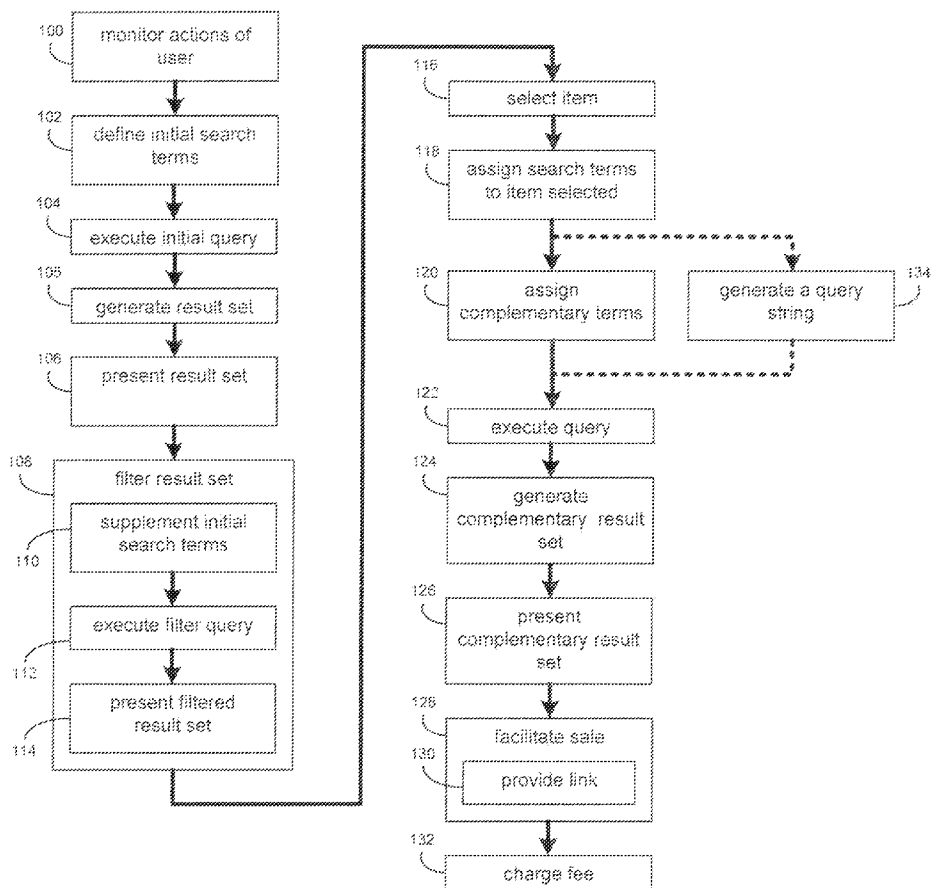 100
monitor actions of
user
102
define initial search
terms
104
execute initial query
105
generate result set
106
present result set
108
filter result set
supplement initial
search terms
110
execute filter query
112
present filtered
result set
114
116
select item
118
assign search terms
to item selected
120
assign
complementary terms
134
generate a query
string
122
execute query
124
generate
complementary result
set
126
present
complementary result
set
128
facilitate sale
130
provide link
132
charge fee